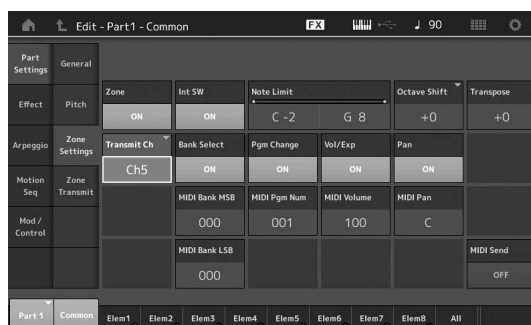 Edit - Part1 - Common
FX
♩ 90
Part Settings
General
Effect
Pitch
Arpeggio
Zone Settings
Motion Seq
Zone Transmit
Mod / Control
Zone
ON
Int SW
ON
Note Limit
C -2
G 8
Octave Shift
+0
Transpose
+0
Transmit Ch
Ch5
Bank Select
ON
Pgm Change
ON
Vol/Exp
ON
Pan
ON
MIDI Bank MSB
000
MIDI Pgm Num
001
MIDI Volume
100
MIDI Pan
C
MIDI Bank LSB
000
MIDI Send
OFF
Part 1
Common
Elem1
Elem2
Elem3
Elem4
Elem5
Elem6
Elem7
Elem8
All